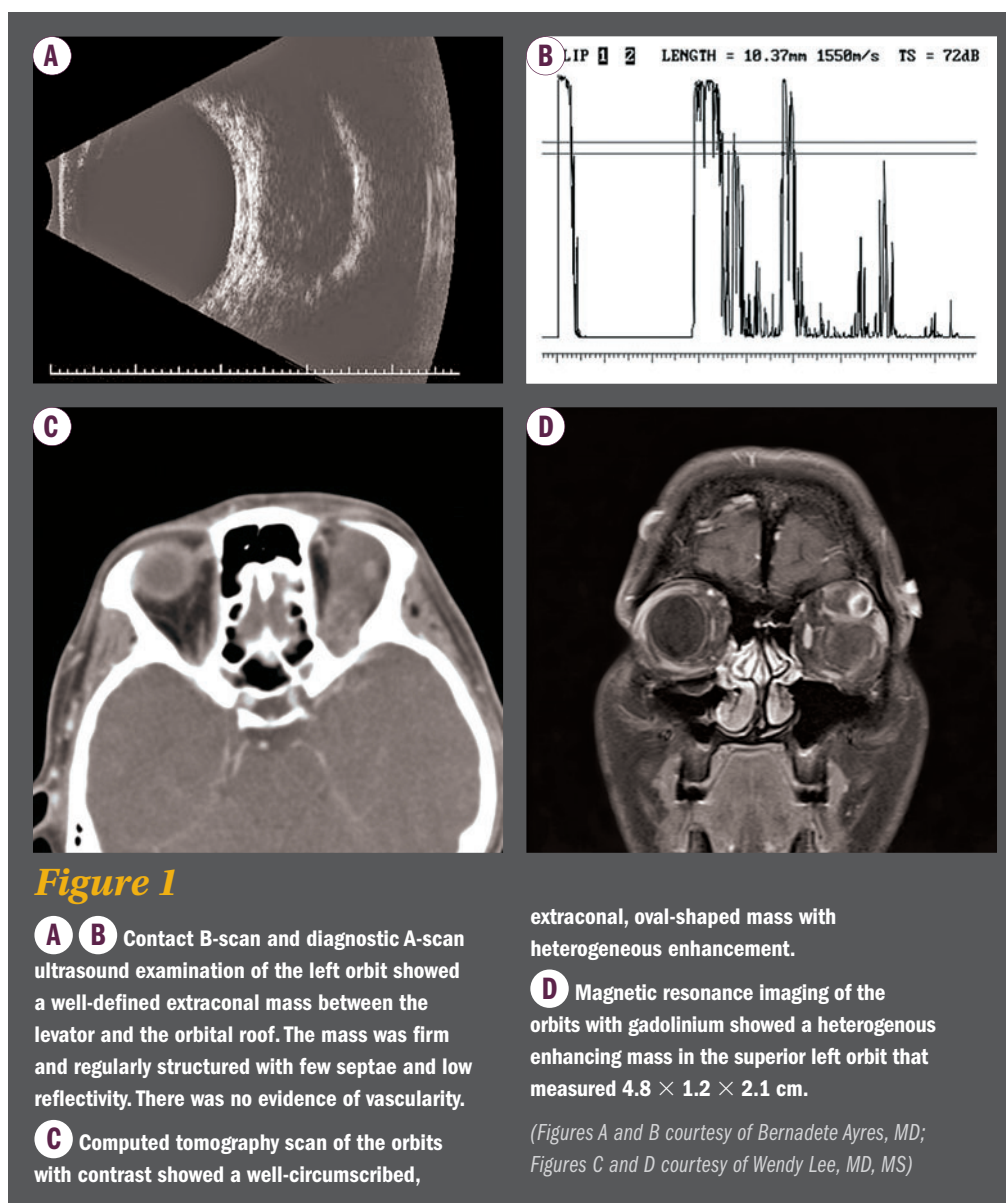 A
B
LIP 1 2 LENGTH = 10.37mm 1550m/s TS = 72dB
C
D
Figure 1
A B Contact B-scan and diagnostic A-scan
ultrasound examination of the left orbit showed
a well-defined extraconal mass between the
levator and the orbital roof. The mass was firm
and regularly structured with few septae and low
reflectivity. There was no evidence of vascularity.
C Computed tomography scan of the orbits
with contrast showed a well-circumscribed,
extraconal, oval-shaped mass with
heterogeneous enhancement.
D Magnetic resonance imaging of the
orbits with gadolinium showed a heterogenous
enhancing mass in the superior left orbit that
measured 4.8 × 1.2 × 2.1 cm.
(Figures A and B courtesy of Bernadete Ayres, MD;
Figures C and D courtesy of Wendy Lee, MD, MS)